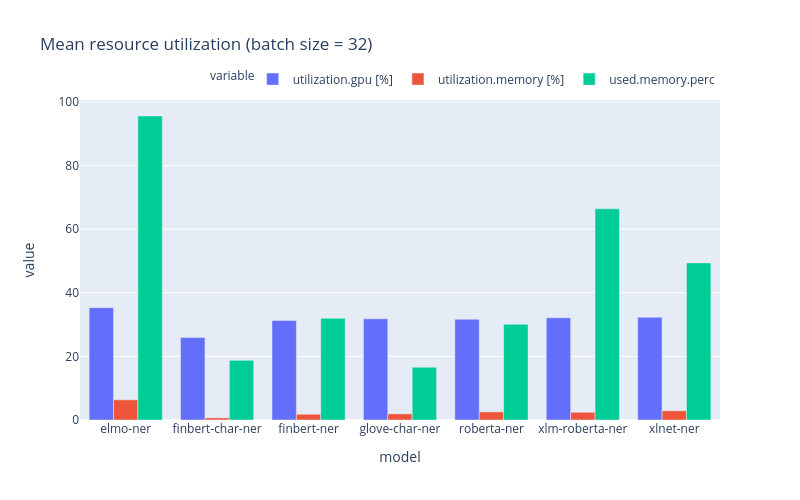 Mean resource utilization (batch size = 32)
variable utilization.gpu [%] utilization.memory [%] used.memory.perc
100
80
60
40
20
0
value
elmo-ner finbert-char-ner finbert-ner glove-char-ner roberta-ner xlm-roberta-ner xlnet-ner
model